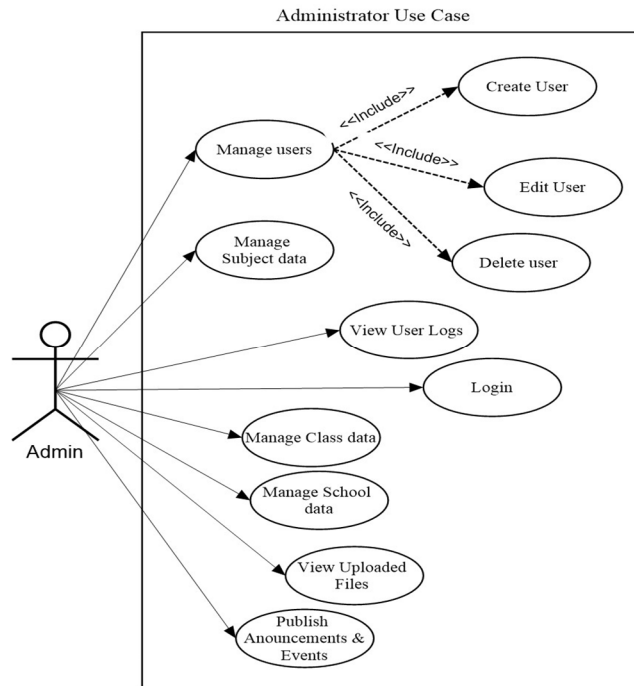 Administrator Use Case
Create User
<<Include>>
Manage users
<<Include>>
Edit User
<<Include>>
Manage
Subject data
Delete user
View User Logs
Login
Admin
Manage Class data
Manage School
data
View Uploaded
Files
Publish
Anouncements &
Events